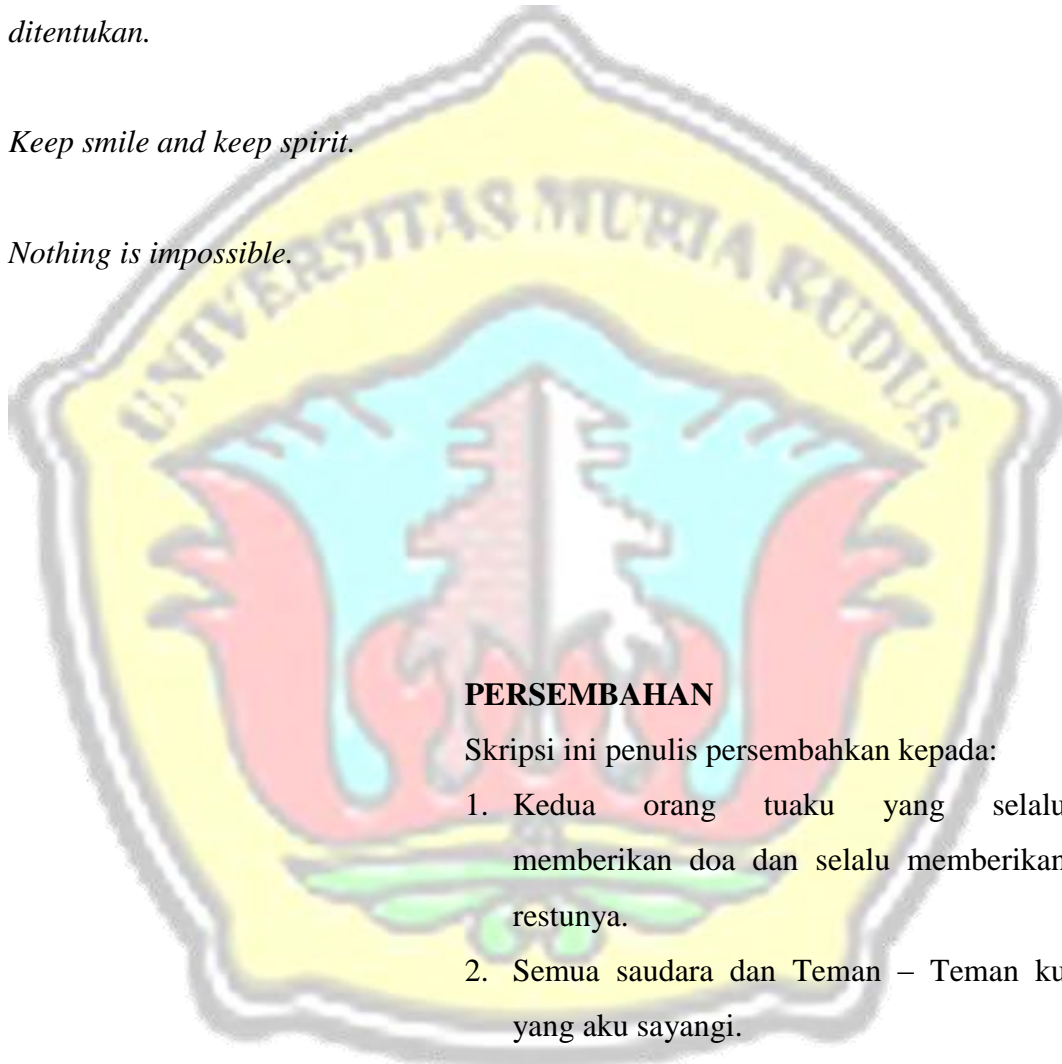 ditentukan.
Keep smile and keep spirit.
Nothing is impossible.
UNIVERSITAS MURIA KUDUS
PERSEMBAHAN
Skripsi ini penulis persembahkan kepada:
1. Kedua orang tuaku yang selalu
memberikan doa dan selalu memberikan
restunya.
2. Semua saudara dan Teman – Teman ku
yang aku sayangi.